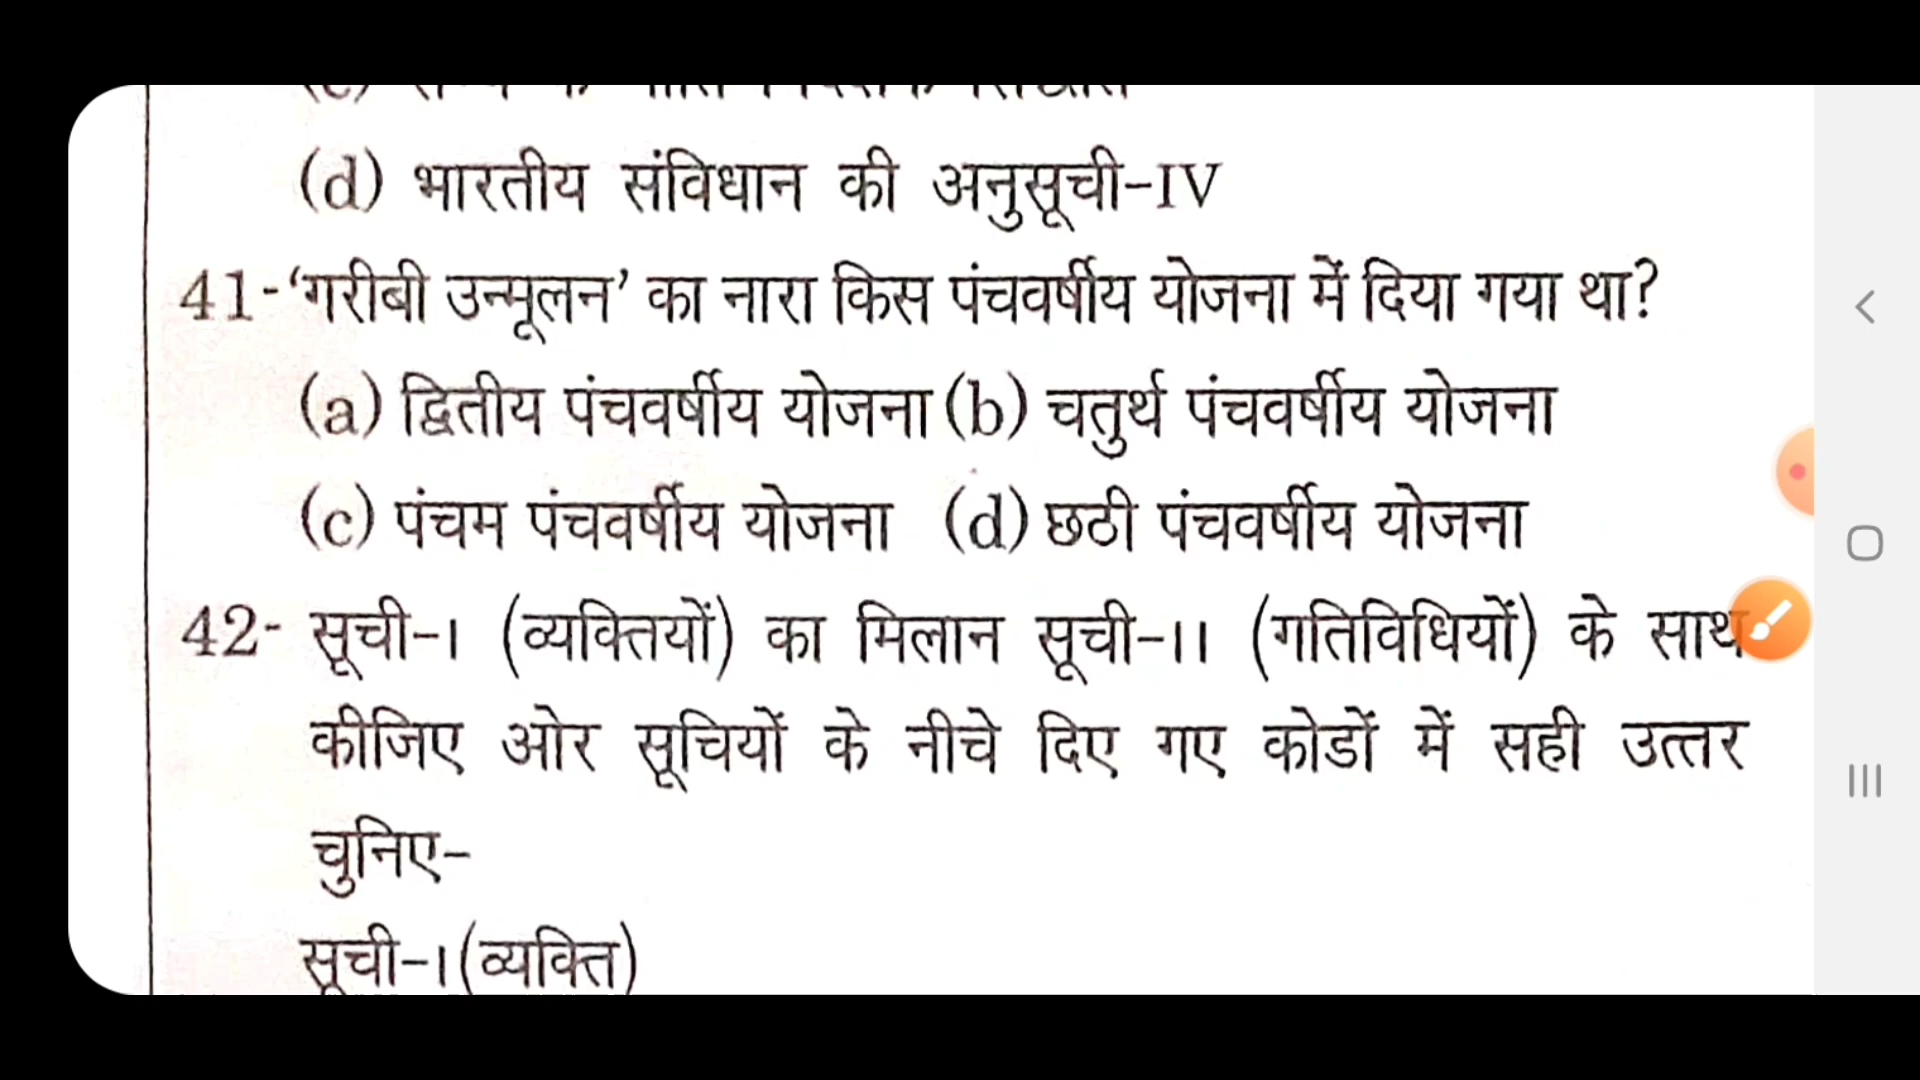 (d) भारतीय संविधान की अनुसूची-IV
41-'गरीबी उन्मूलन' का नारा किस पंचवर्षीय योजना में दिया गया था?
(a) द्वितीय पंचवर्षीय योजना (b) चतुर्थ पंचवर्षीय योजना
(c) पंचम पंचवर्षीय योजना (d) छठी पंचवर्षीय योजना
42- सूची-। (व्यक्तियों) का मिलान सूची-।। (गतिविधियों) के साथ
कीजिए ओर सूचियों के नीचे दिए गए कोडों में सही उत्तर
चुनिए-
सूची-। (व्यक्ति)